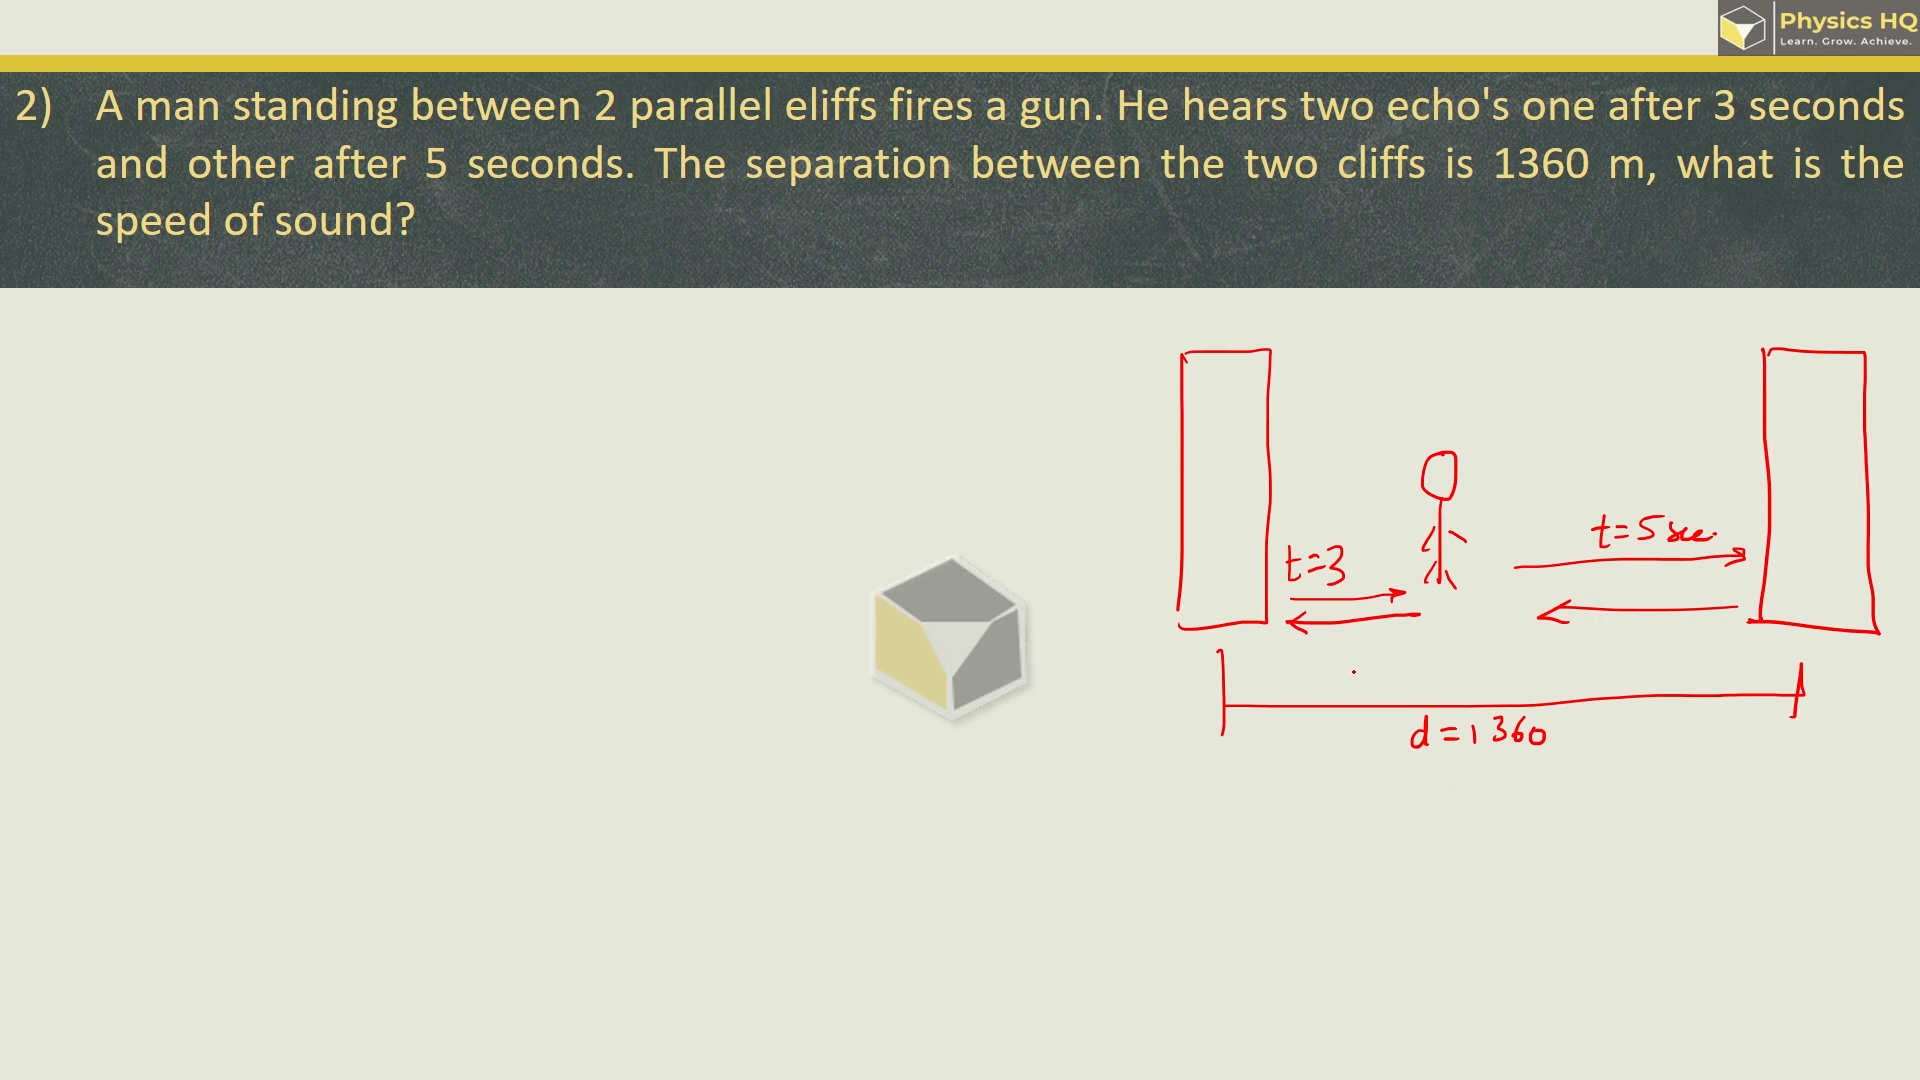 Physics HQ
Learn. Grow. Achieve.
2) A man standing between 2 parallel eliffs fires a gun. He hears two echo's one after 3 seconds
and other after 5 seconds. The separation between the two cliffs is 1360 m, what is the
speed of sound?
t=5 sec.
t=3
d=1360